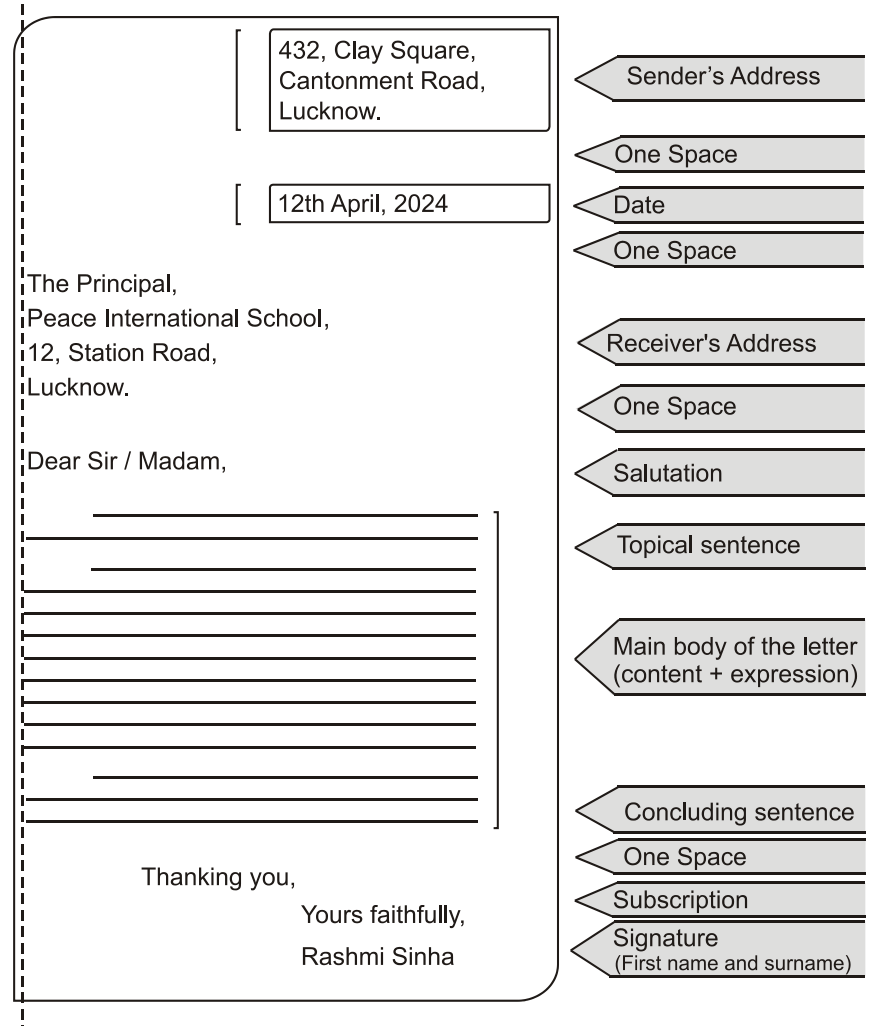 432, Clay Square,
Cantonment Road,
Lucknow.
Sender's Address
One Space
12th April, 2024
Date
One Space
The Principal,
Peace International School,
12, Station Road,
Lucknow.
Receiver's Address
One Space
Dear Sir / Madam,
Salutation
Topical sentence
Main body of the letter
(content + expression)
Concluding sentence
One Space
Thanking you,
Subscription
Yours faithfully,
Rashmi Sinha
Signature
(First name and surname)